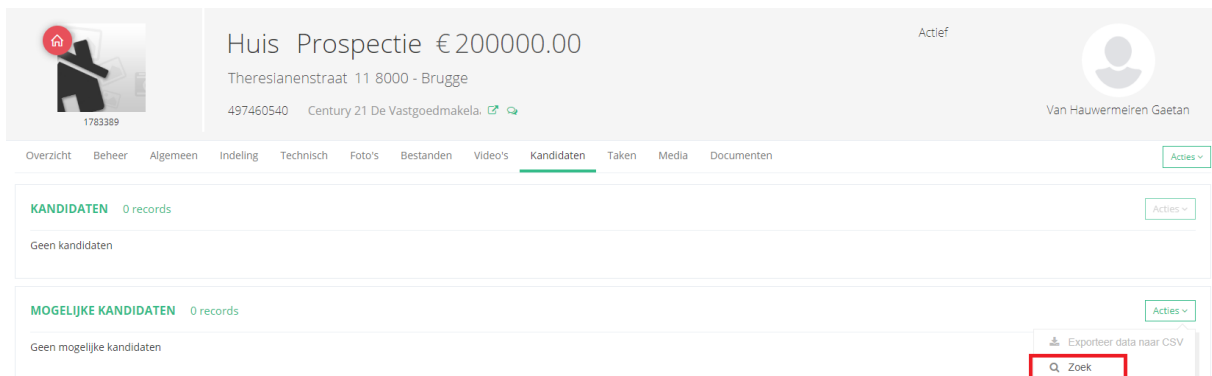 Huis Prospectie € 200000.00
Actief
Theresianenstraat 11 8000 - Brugge
497460540 Century 21 De Vastgoedmakela
1783389
Van Hauwermeiren Gaetan
Overzicht Beheer Algemeen Indeling Technisch Foto's Bestanden Video's Kandidaten Taken Media Documenten Acties
KANDIDATEN 0 records Acties
Geen kandidaten
MOGELIJKE KANDIDATEN 0 records Acties
Geen mogelijke kandidaten
Exporteer data naar CSV
Zoek